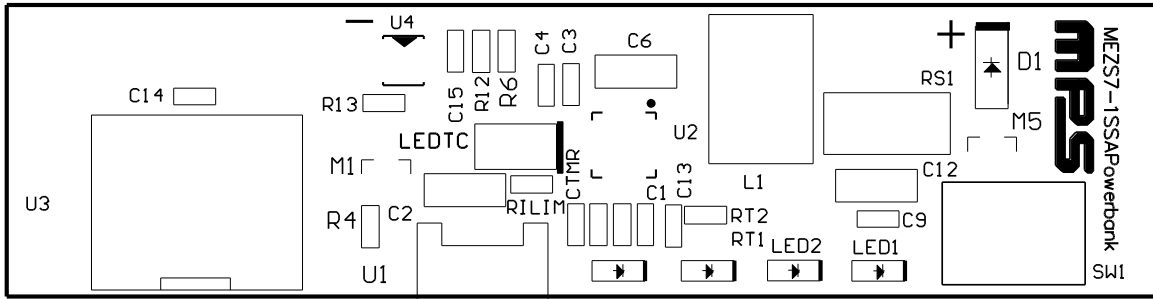 U4
C4
C3
C6
+
D1
MEZS7-1SSAPowerbank
mps
RS1
C14
R13
C15
R12
R6
U2
M5
LEDTC
M1
CTMR
C13
L1
C12
U3
R4
C2
RILIM
C1
RT2
C9
RT1
LED2
LED1
U1
SW1